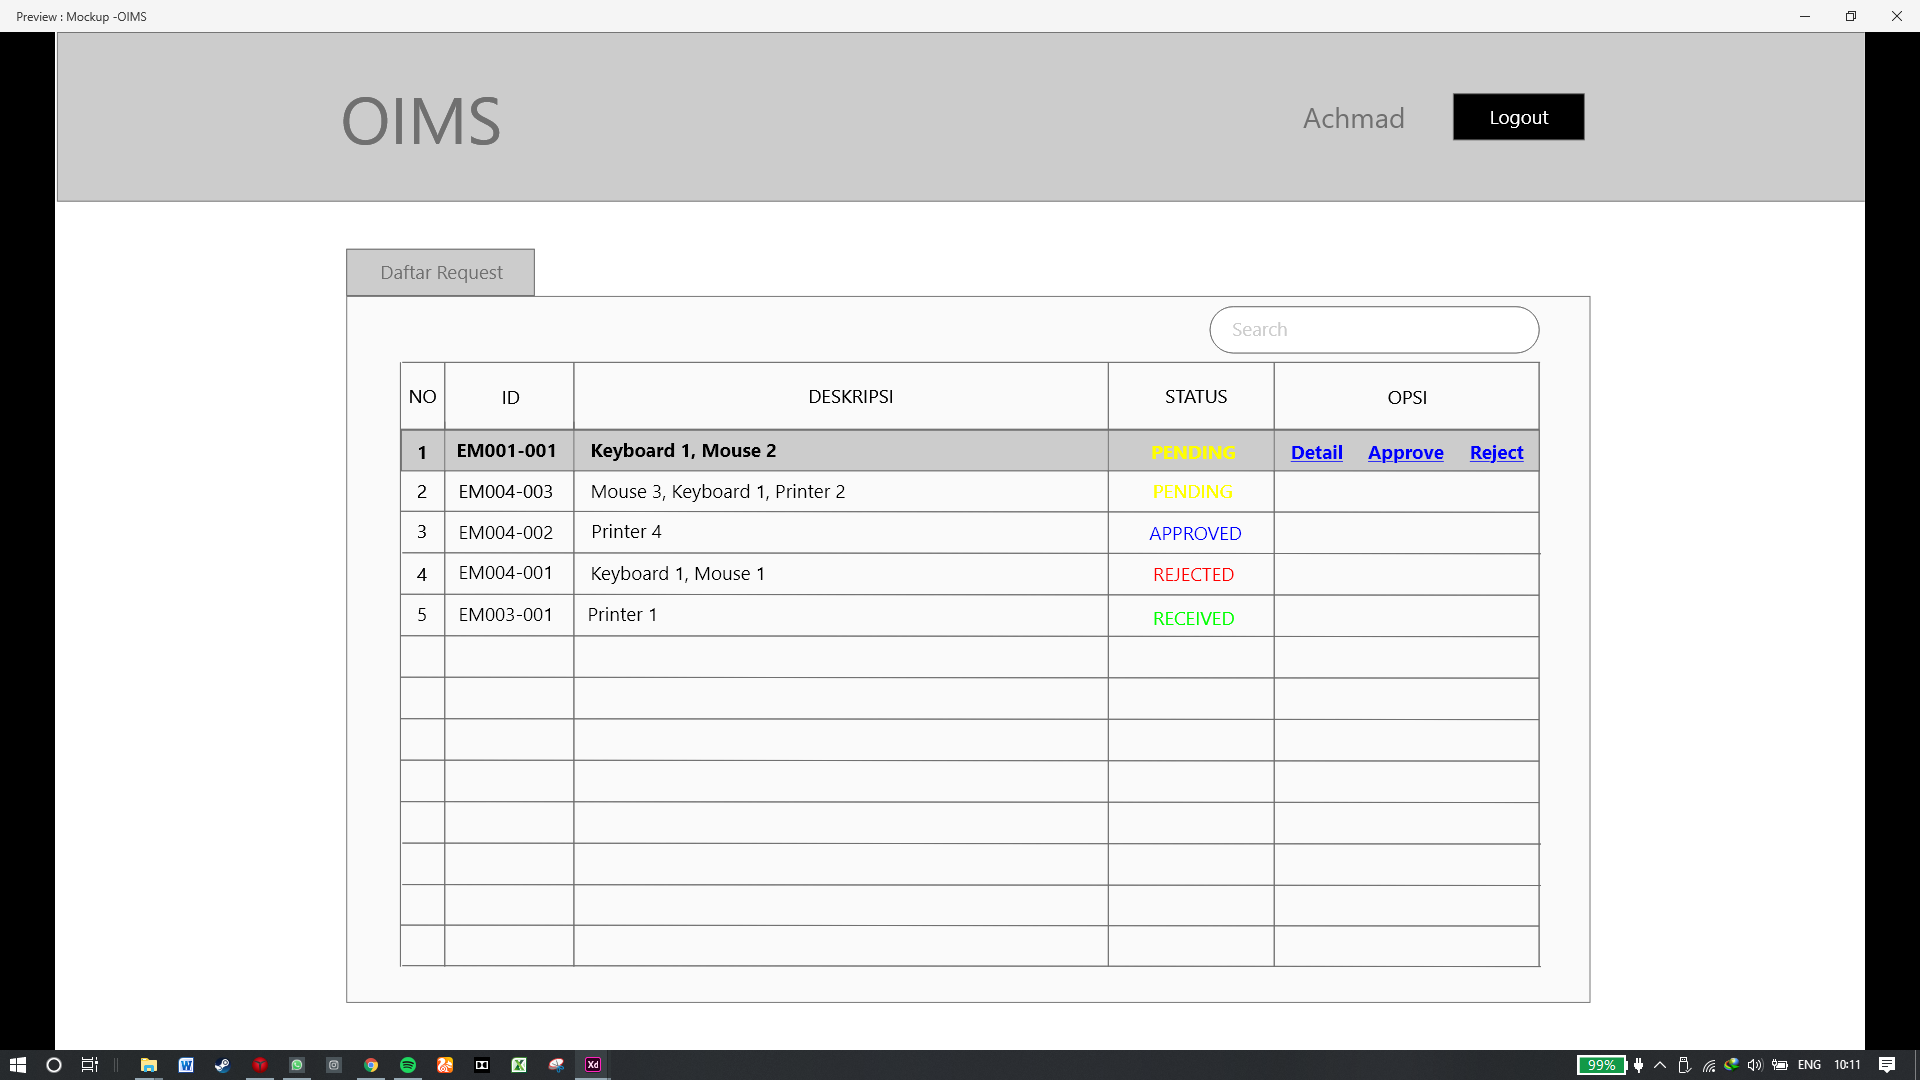 Preview : Mockup -OIMS
OIMS
Achmad
Logout
Daftar Request
Search
NO ID DESKRIPSI STATUS OPSI
1 EM001-001 Keyboard 1, Mouse 2 PENDING Detail Approve Reject
2 EM004-003 Mouse 3, Keyboard 1, Printer 2 PENDING
3 EM004-002 Printer 4 APPROVED
4 EM004-001 Keyboard 1, Mouse 1 REJECTED
5 EM003-001 Printer 1 RECEIVED
Xd 99% ENG 10:11